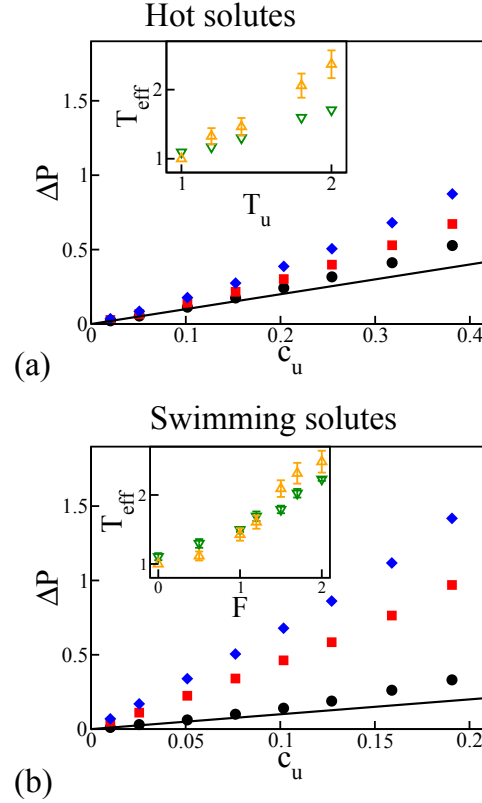 Hot solutes
ΔP
1.5
1
0.5
0
T_eff
2
1
1
2
T_u
0
0.1
0.2
0.3
0.4
c_u
(a)
Swimming solutes
ΔP
1.5
1
0.5
0
T_eff
2
1
0
1
2
F
0
0.05
0.1
0.15
0.2
c_u
(b)